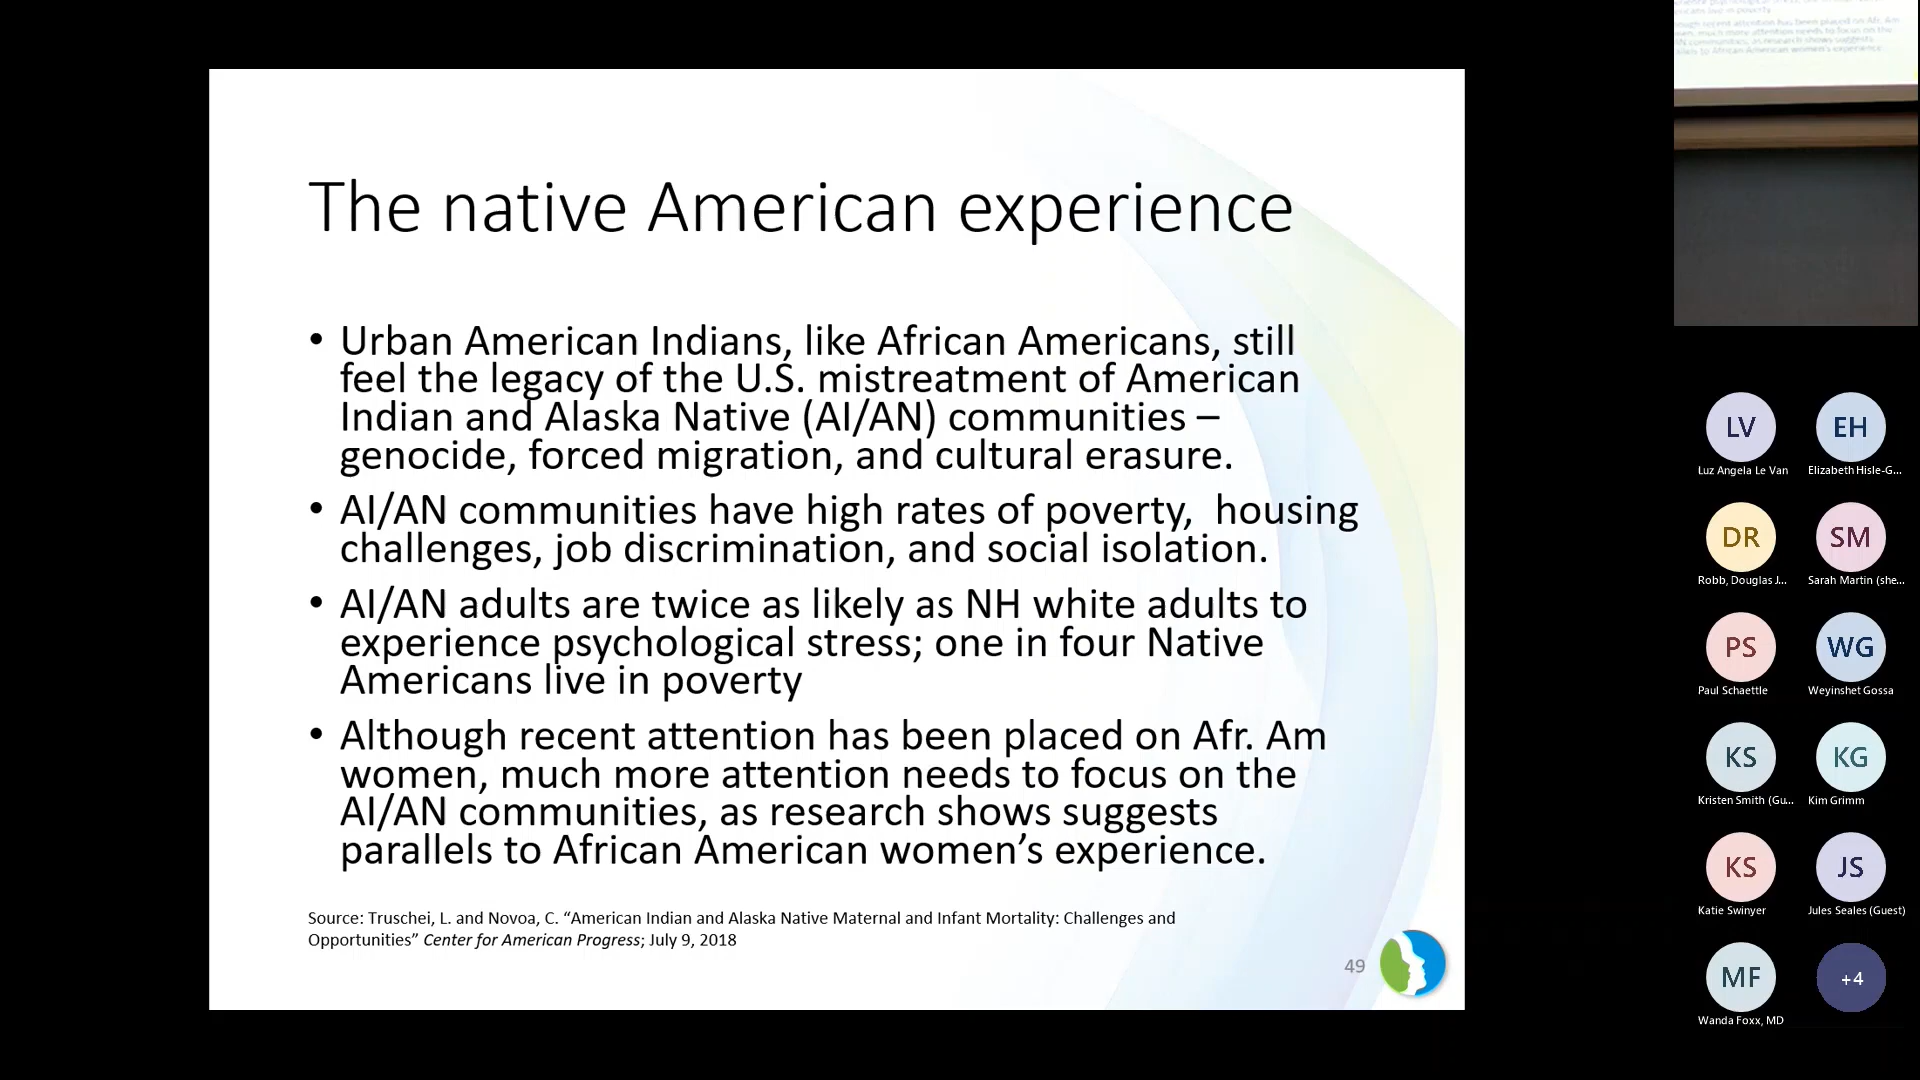 The native American experience
• Urban American Indians, like African Americans, still
feel the legacy of the U.S. mistreatment of American
Indian and Alaska Native (AI/AN) communities –
genocide, forced migration, and cultural erasure.
• AI/AN communities have high rates of poverty,  housing
challenges, job discrimination, and social isolation.
• AI/AN adults are twice as likely as NH white adults to
experience psychological stress; one in four Native
Americans live in poverty
• Although recent attention has been placed on Afr. Am
women, much more attention needs to focus on the
AI/AN communities, as research shows suggests
parallels to African American women’s experience.
Source: Truschei, L. and Novoa, C. “American Indian and Alaska Native Maternal and Infant Mortality: Challenges and
Opportunities” Center for American Progress; July 9, 2018
49
LV
Luz Angela Le Van
EH
Elizabeth Hisle-G...
DR
Robb, Douglas J...
SM
Sarah Martin (she...
PS
Paul Schaettle
WG
Weyinshet Gossa
KS
Kristen Smith (Gu...
KG
Kim Grimm
KS
Katie Swinyer
JS
Jules Seales (Guest)
MF
Wanda Foxx, MD
+4